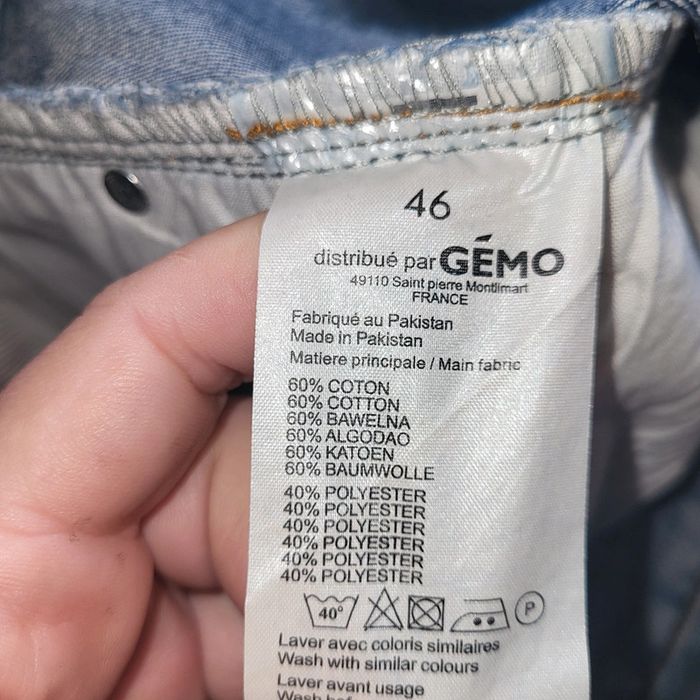 46
distribué par GÉMO
49110 Saint pierre Montlimart
FRANCE
Fabriqué au Pakistan
Made in Pakistan
Matiere principale / Main fabric
60% COTON
60% COTTON
60% BAWELNA
60% ALGODAO
60% KATOEN
60% BAUMWOLLE
40% POLYESTER
40% POLYESTER
40% POLYESTER
40% POLYESTER
40% POLYESTER
40% POLYESTER
40° P
Laver avec coloris similaires
Wash with similar colours
Laver avant usage
Wash